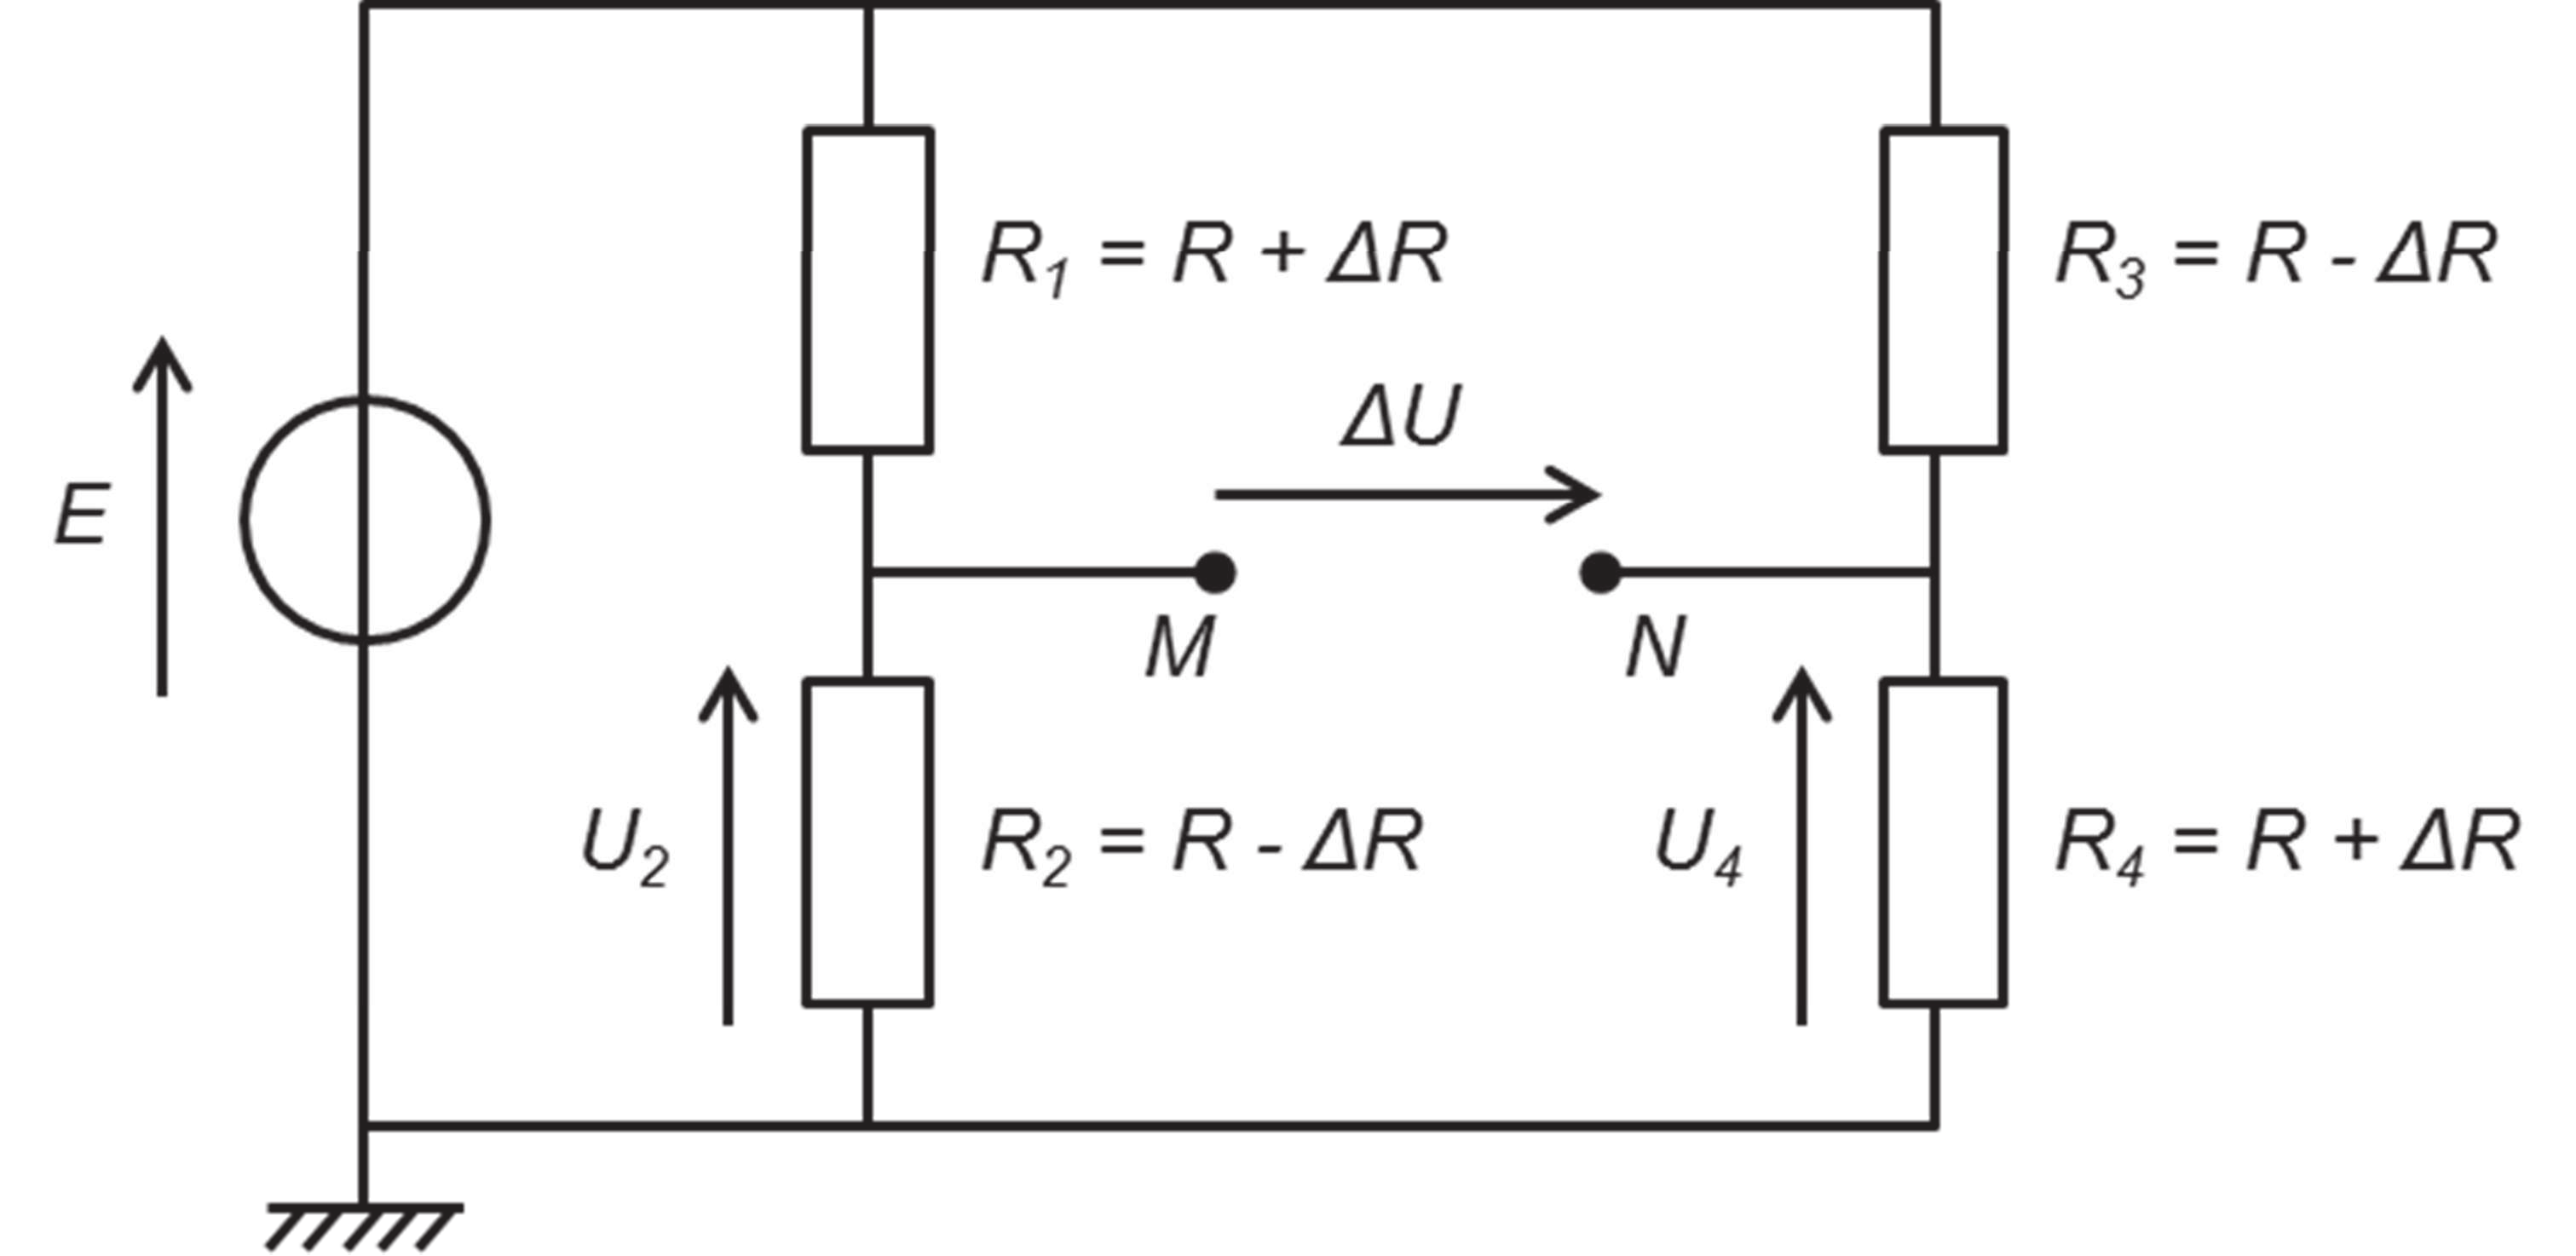 R1 = R + ΔR
R3 = R - ΔR
ΔU
E
M
N
U2
R2 = R - ΔR
U4
R4 = R + ΔR